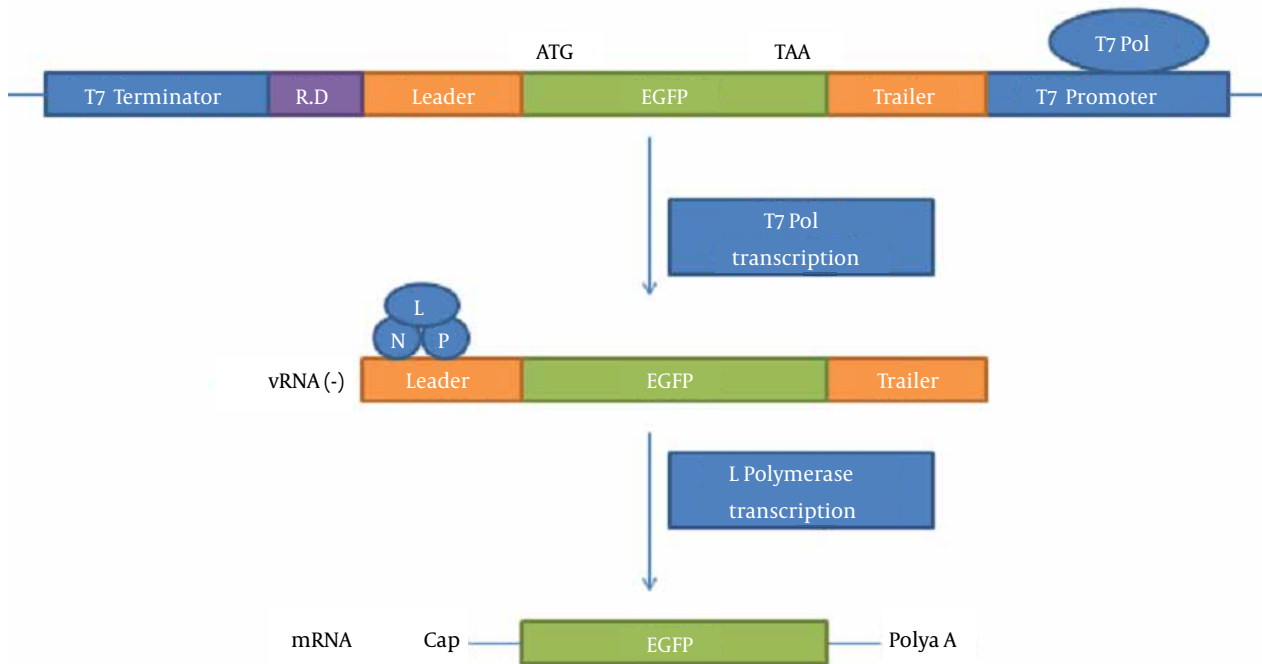 ATG TAA T7 Pol
T7 Terminator R.D Leader EGFP Trailer T7 Promoter
T7 Pol
transcription
L
N P
vRNA (-) Leader EGFP Trailer
L Polymerase
transcription
mRNA Cap EGFP Polya A